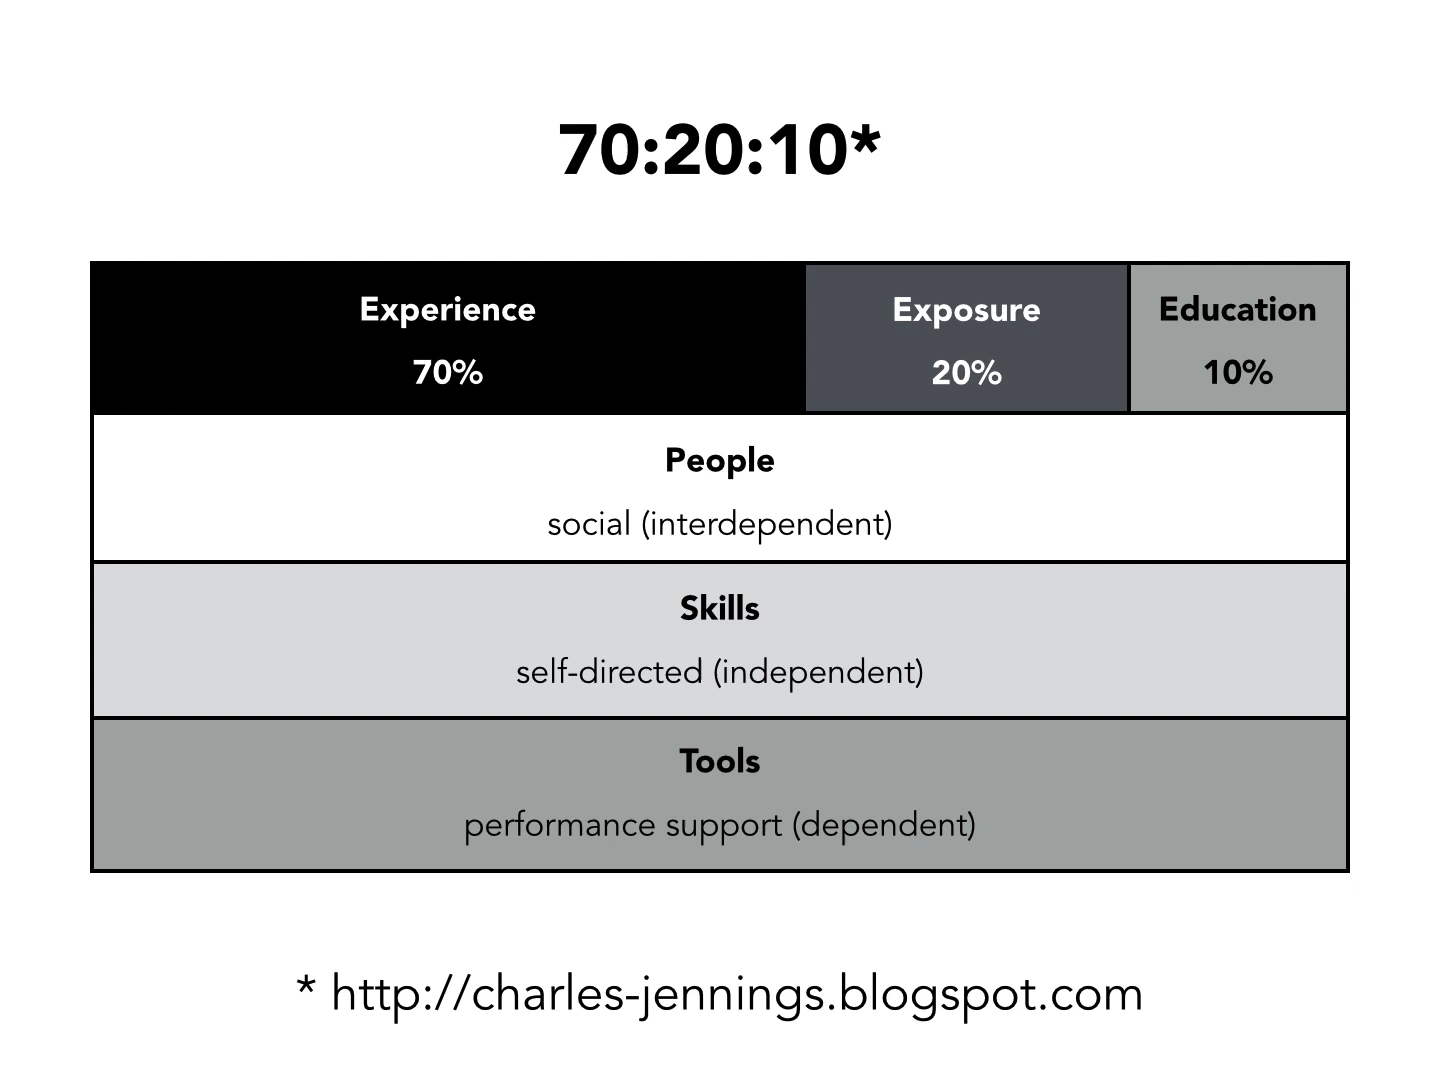 70:20:10*
Experience Exposure Education
70% 20% 10%
People
social (interdependent)
Skills
self-directed (independent)
Tools
performance support (dependent)
* http://charles-jennings.blogspot.com